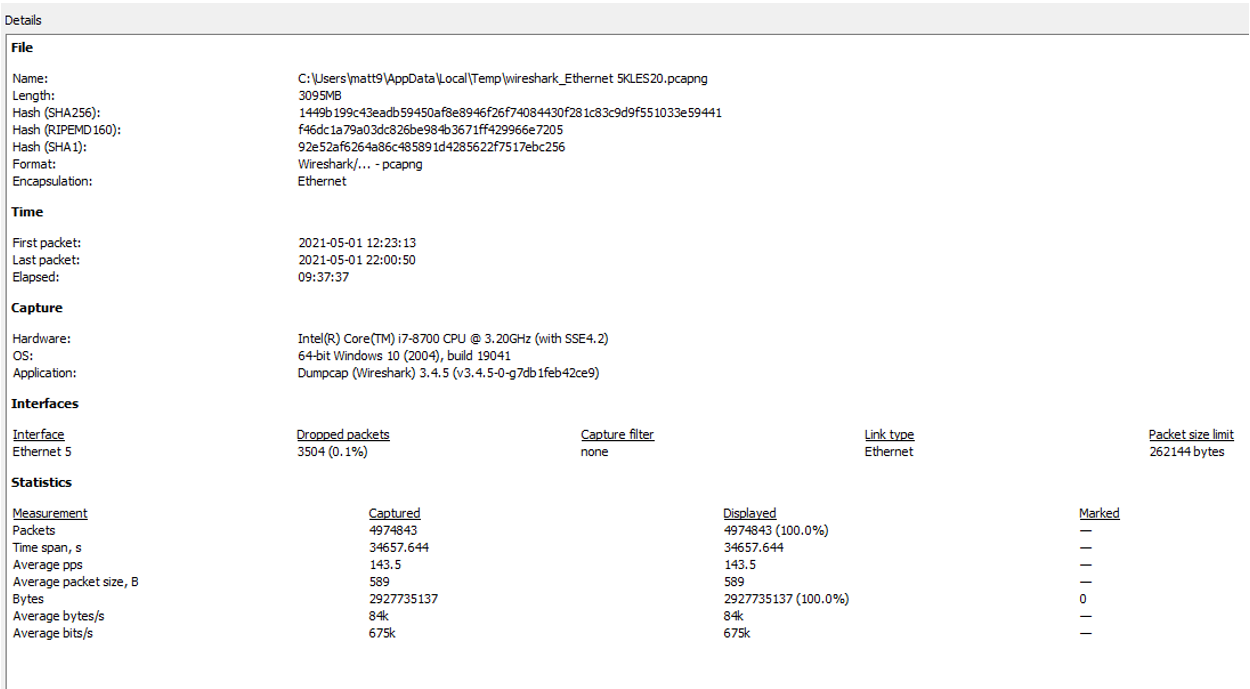 Details
File
Name: C:\Users\matt9\AppData\Local\Temp\wireshark_Ethernet 5KLES20.pcapng
Length: 3095MB
Hash (SHA256): 1449b199c43eadb59450af8e8946f26f74084430f281c83c9d9f551033e59441
Hash (RIPEMD160): f46dc1a79a03dc826be984b3671ff429966e7205
Hash (SHA1): 92e52af6264a86c485891d4285622f7517ebc256
Format: Wireshark/... - pcapng
Encapsulation: Ethernet
Time
First packet: 2021-05-01 12:23:13
Last packet: 2021-05-01 22:00:50
Elapsed: 09:37:37
Capture
Hardware: Intel(R) Core(TM) i7-8700 CPU @ 3.20GHz (with SSE4.2)
OS: 64-bit Windows 10 (2004), build 19041
Application: Dumpcap (Wireshark) 3.4.5 (v3.4.5-0-g7db1feb42ce9)
Interfaces
Interface Dropped packets Capture filter Link type Packet size limit
Ethernet 5 3504 (0.1%) none Ethernet 262144 bytes
Statistics
Measurement Captured Displayed Marked
Packets 4974843 4974843 (100.0%) —
Time span, s 34657.644 34657.644 —
Average pps 143.5 143.5 —
Average packet size, B 589 589 —
Bytes 2927735137 2927735137 (100.0%) 0
Average bytes/s 84k 84k —
Average bits/s 675k 675k —